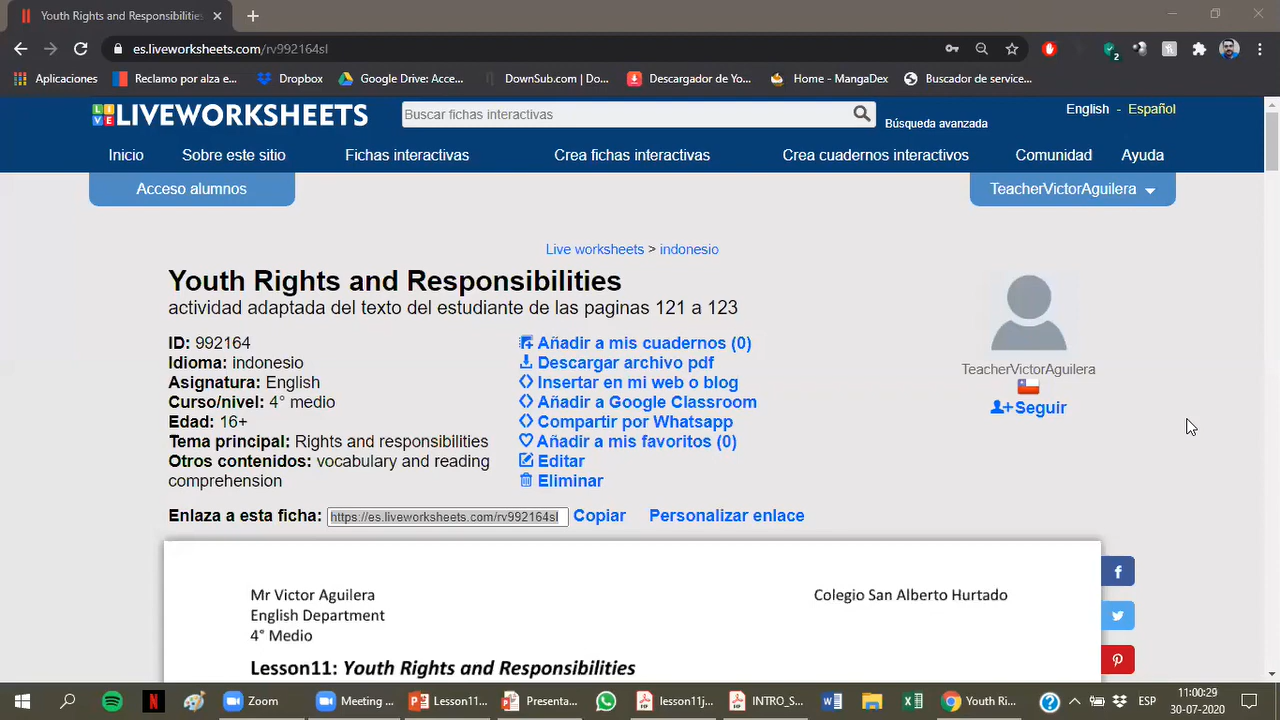 Youth Rights and Responsibilities
es.liveworksheets.com/rv992164sl
2
Aplicaciones
Reclamo por alza e...
Dropbox
Google Drive: Acce...
DownSub.com | Do...
Descargador de Yo...
Home - MangaDex
Buscador de service...
LIVE LIVEWORKSHEETS
Buscar fichas interactivas
Búsqueda avanzada
English - Español
Inicio
Sobre este sitio
Fichas interactivas
Crea fichas interactivas
Crea cuadernos interactivos
Comunidad
Ayuda
Acceso alumnos
TeacherVictorAguilera
Live worksheets > indonesio
Youth Rights and Responsibilities
actividad adaptada del texto del estudiante de las paginas 121 a 123
ID: 992164
Idioma: indonesio
Asignatura: English
Curso/nivel: 4° medio
Edad: 16+
Tema principal: Rights and responsibilities
Otros contenidos: vocabulary and reading
comprehension
Añadir a mis cuadernos (0)
Descargar archivo pdf
Insertar en mi web o blog
Añadir a Google Classroom
Compartir por Whatsapp
Añadir a mis favoritos (0)
Editar
Eliminar
TeacherVictorAguilera
Seguir
Enlaza a esta ficha: https://es.liveworksheets.com/rv992164sl Copiar Personalizar enlace
Mr Victor Aguilera
English Department
4° Medio
Colegio San Alberto Hurtado
Lesson11: Youth Rights and Responsibilities
Zoom
Meeting ...
Lesson11...
Presenta...
lesson11j...
INTRO_S...
Youth Ri...
ESP
11:00:29
30-07-2020